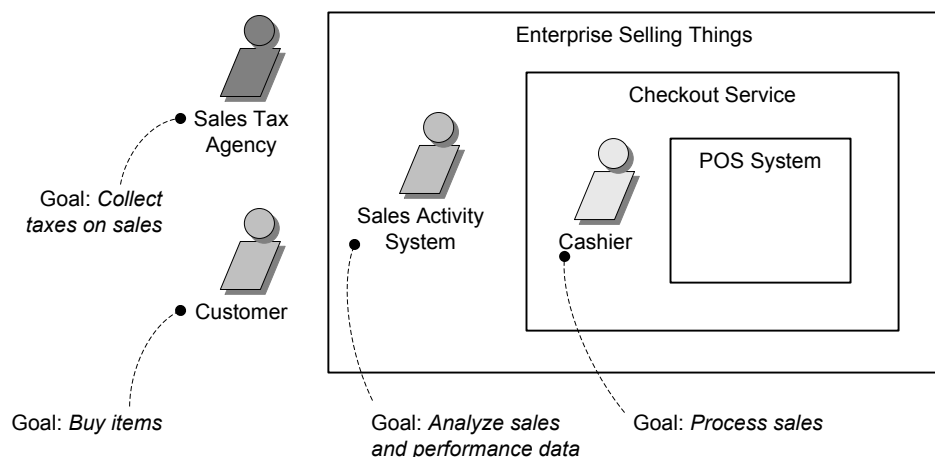 Enterprise Selling Things
Checkout Service
POS System
Sales Tax
Agency
Goal: Collect
taxes on sales
Sales Activity
System
Cashier
Customer
Goal: Buy items
Goal: Analyze sales
and performance data
Goal: Process sales